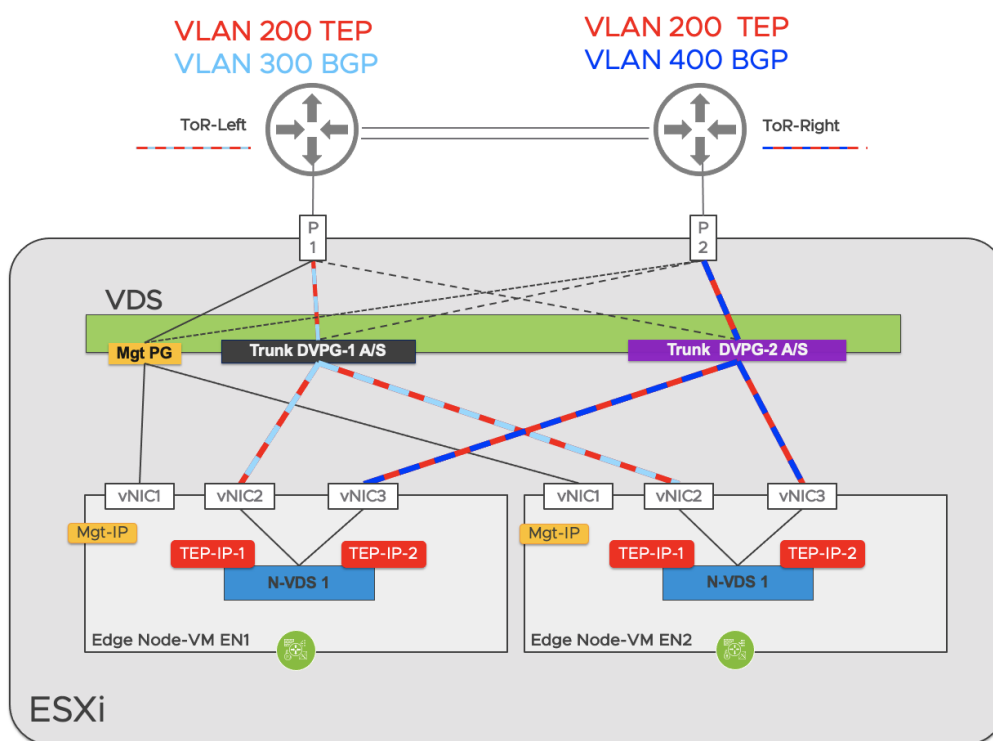 VLAN 200 TEP
VLAN 300 BGP
VLAN 200 TEP
VLAN 400 BGP
ToR-Left
ToR-Right
P
1
P
2
VDS
Mgt PG
Trunk DVPG-1 A/S
Trunk DVPG-2 A/S
vNIC1
vNIC2
vNIC3
vNIC1
vNIC2
vNIC3
Mgt-IP
TEP-IP-1
TEP-IP-2
N-VDS 1
Edge Node-VM EN1
Mgt-IP
TEP-IP-1
TEP-IP-2
N-VDS 1
Edge Node-VM EN2
ESXi